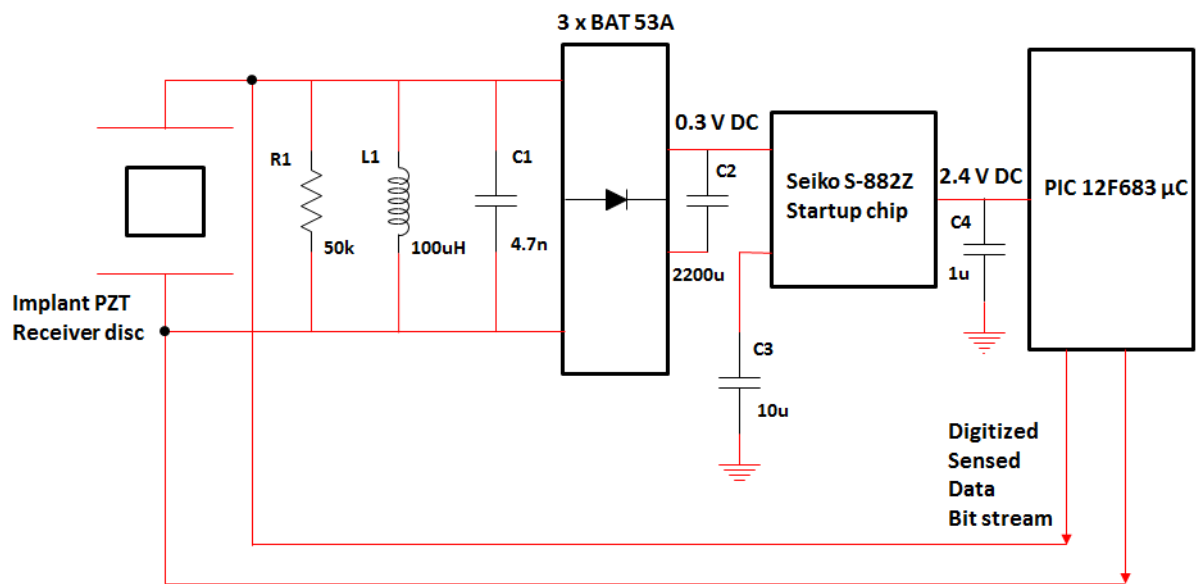 3 x BAT 53A
0.3 V DC
R1
L1
C1
C2
Seiko S-882Z
Startup chip
2.4 V DC
PIC 12F683 µC
C4
50k
100uH
4.7n
2200u
1u
Implant PZT
Receiver disc
C3
10u
Digitized
Sensed
Data
Bit stream